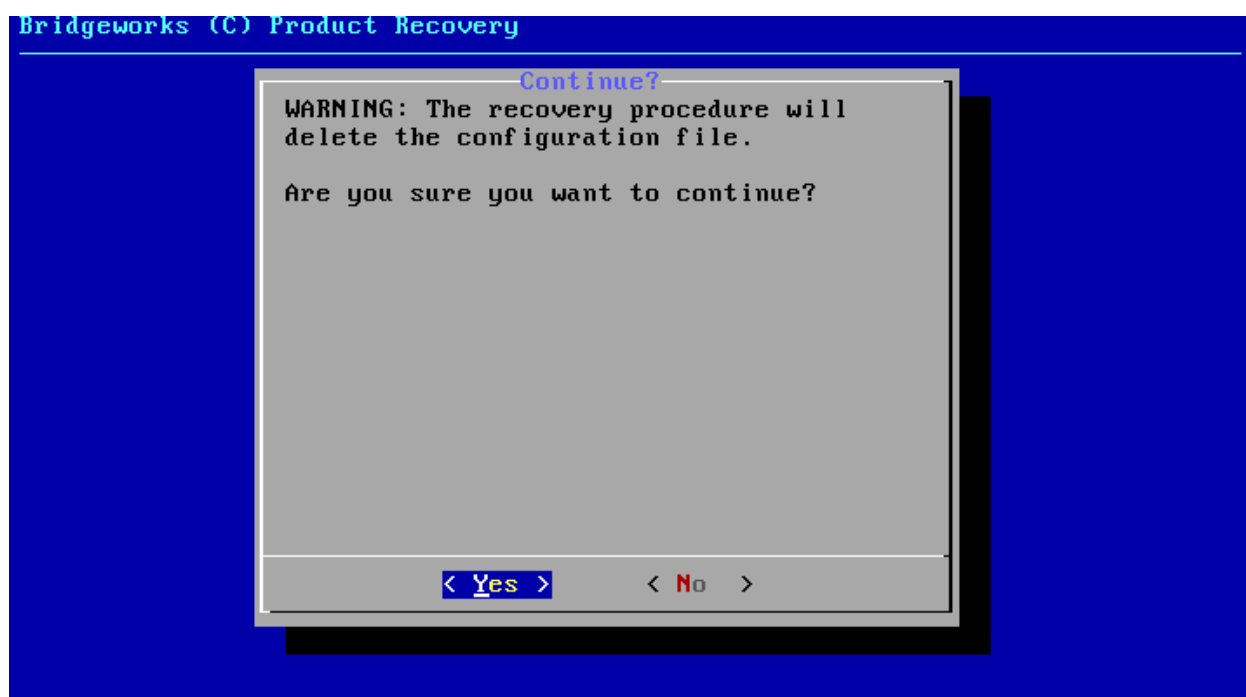 Bridgeworks (C) Product Recovery
Continue?
WARNING: The recovery procedure will
delete the configuration file.
Are you sure you want to continue?
< Yes > < No >